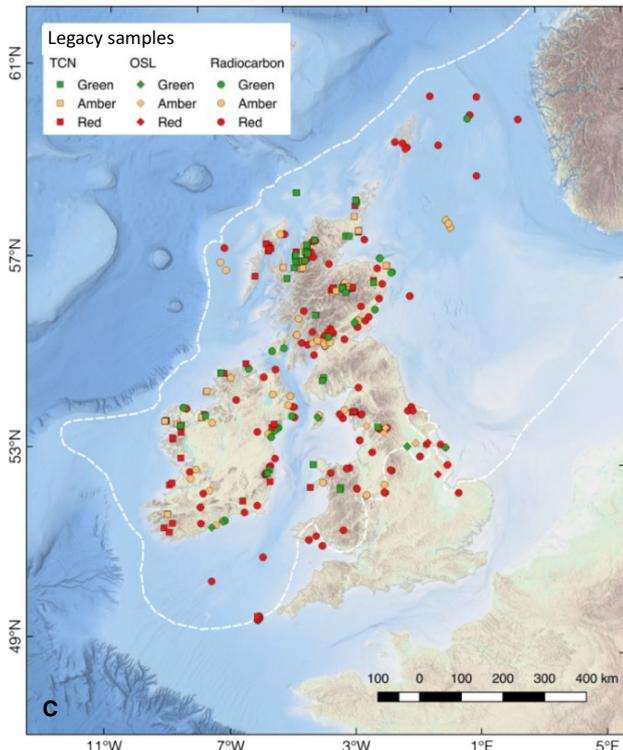 Legacy samples
TCN OSL Radiocarbon
Green Green Green
Amber Amber Amber
Red Red Red
61°N
57°N
53°N
49°N
100 0 100 200 300 400 km
C
11°W 7°W 3°W 1°E 5°E